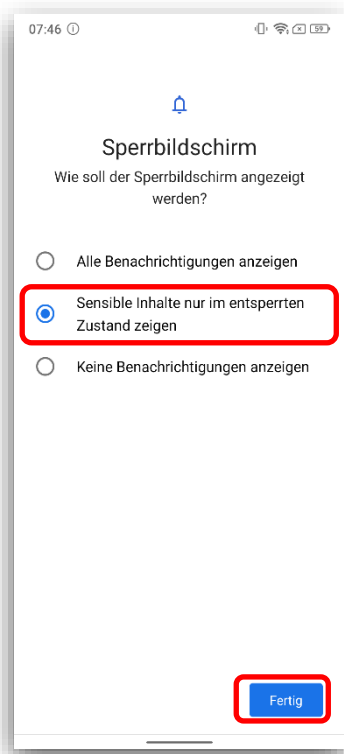 07:46
59
Sperrbildschirm
Wie soll der Sperrbildschirm angezeigt
werden?
Alle Benachrichtigungen anzeigen
Sensible Inhalte nur im entsperrten
Zustand zeigen
Keine Benachrichtigungen anzeigen
Fertig